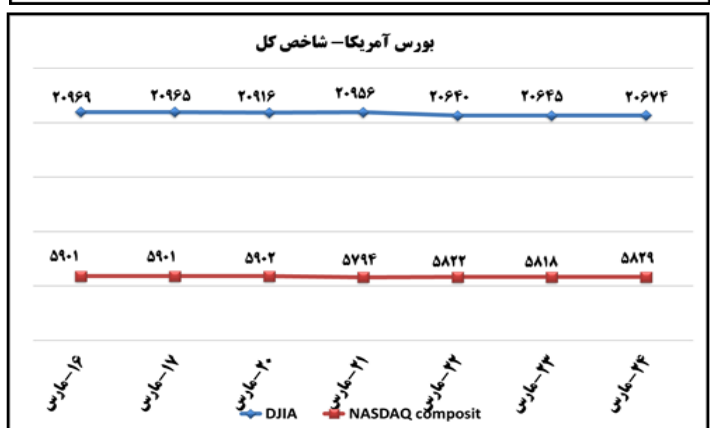 بورس آمریکا– شاخص کل
۲۰۹۶۹ ۲۰۹۶۵ ۲۰۹۱۶ ۲۰۹۵۶ ۲۰۶۴۰ ۲۰۶۴۵ ۲۰۶۷۴
۵۹۰۱ ۵۹۰۱ ۵۹۰۲ ۵۷۹۴ ۵۸۲۲ ۵۸۱۸ ۵۸۲۹
۱۶-مارس ۱۷-مارس ۲۰-مارس ۲۱-مارس ۲۲-مارس ۲۳-مارس ۲۴-مارس
DJIA NASDAQ composit